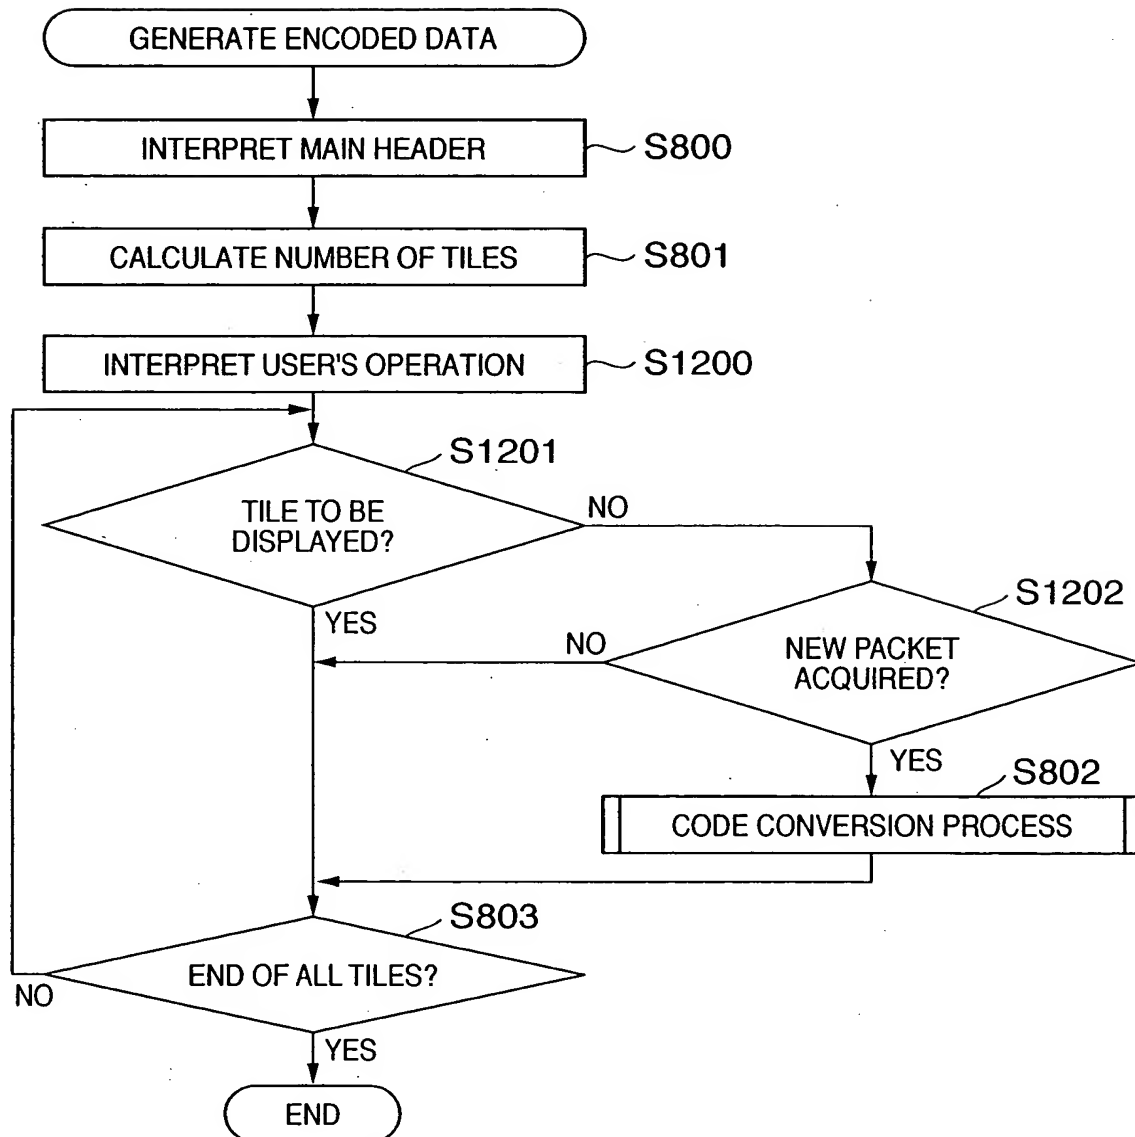 GENERATE ENCODED DATA
INTERPRET MAIN HEADER
S800
CALCULATE NUMBER OF TILES
S801
INTERPRET USER'S OPERATION
S1200
S1201
TILE TO BE
DISPLAYED?
NO
YES
S1202
NEW PACKET
ACQUIRED?
NO
YES
S802
CODE CONVERSION PROCESS
S803
END OF ALL TILES?
NO
YES
END